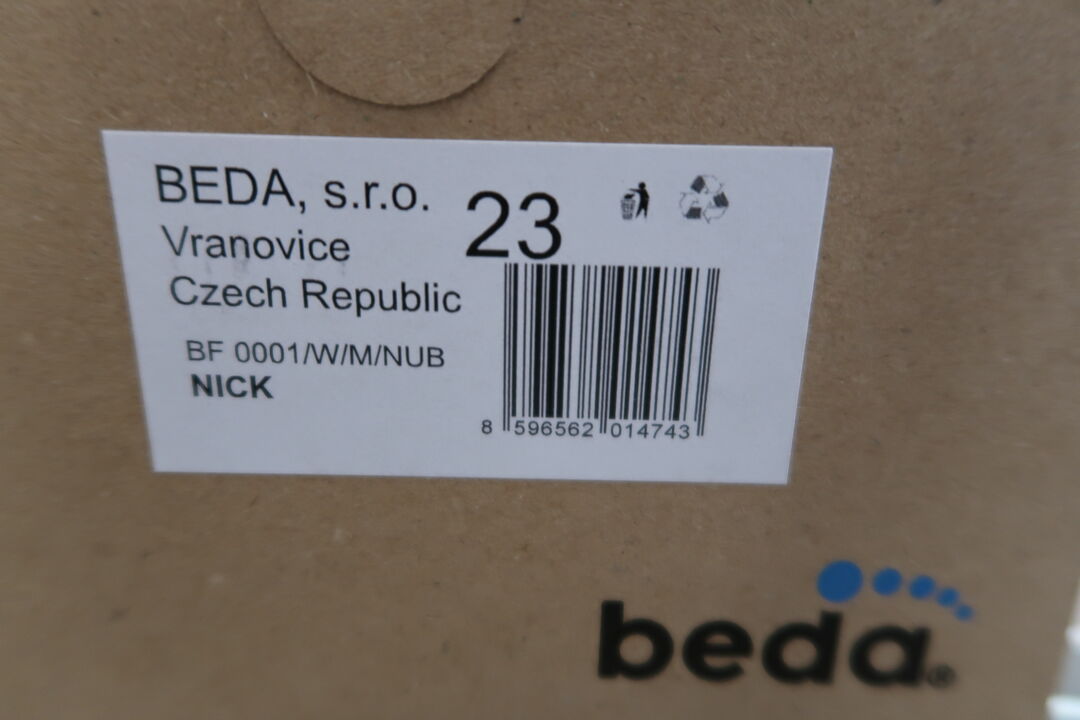 BEDA, s.r.o.
23
Vranovice
Czech Republic
BF 0001/W/M/NUB
NICK
8 596562 014743
beda®